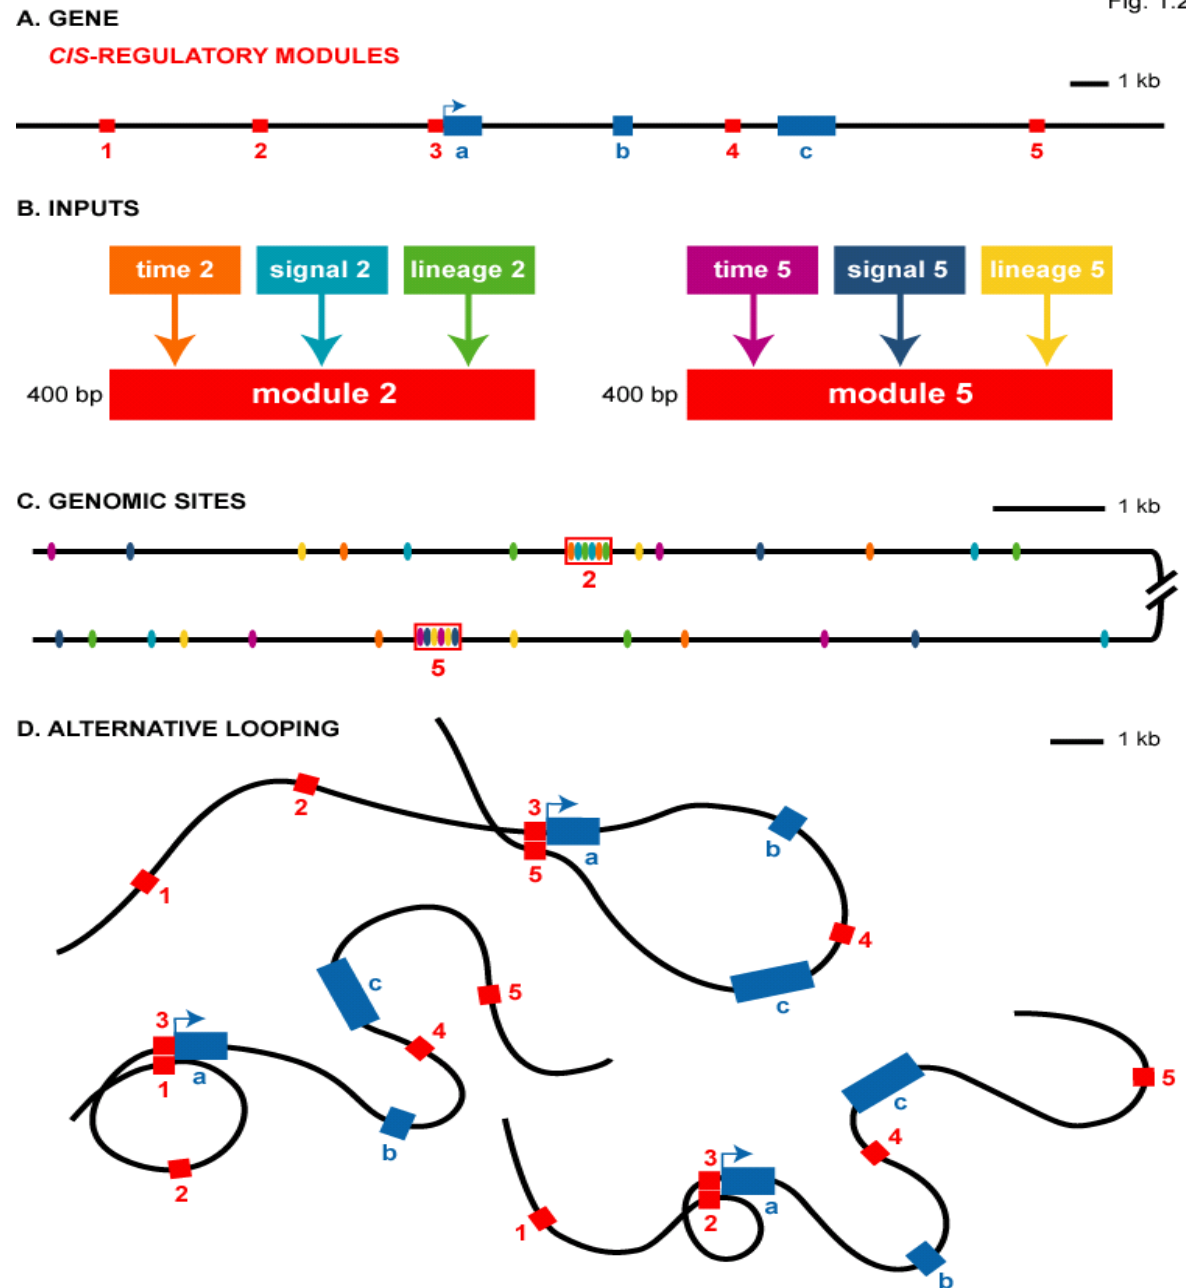 Fig. 1.2
A. GENE
CIS-REGULATORY MODULES
1 kb
1 2 3 a b 4 c 5
B. INPUTS
time 2 signal 2 lineage 2 time 5 signal 5 lineage 5
400 bp module 2 400 bp module 5
C. GENOMIC SITES
1 kb
2
5
D. ALTERNATIVE LOOPING
1 kb
2
3
a
b
5
1
4
c
c
5
3
4
1
a
c
5
b
4
2
3
a
1
2
b